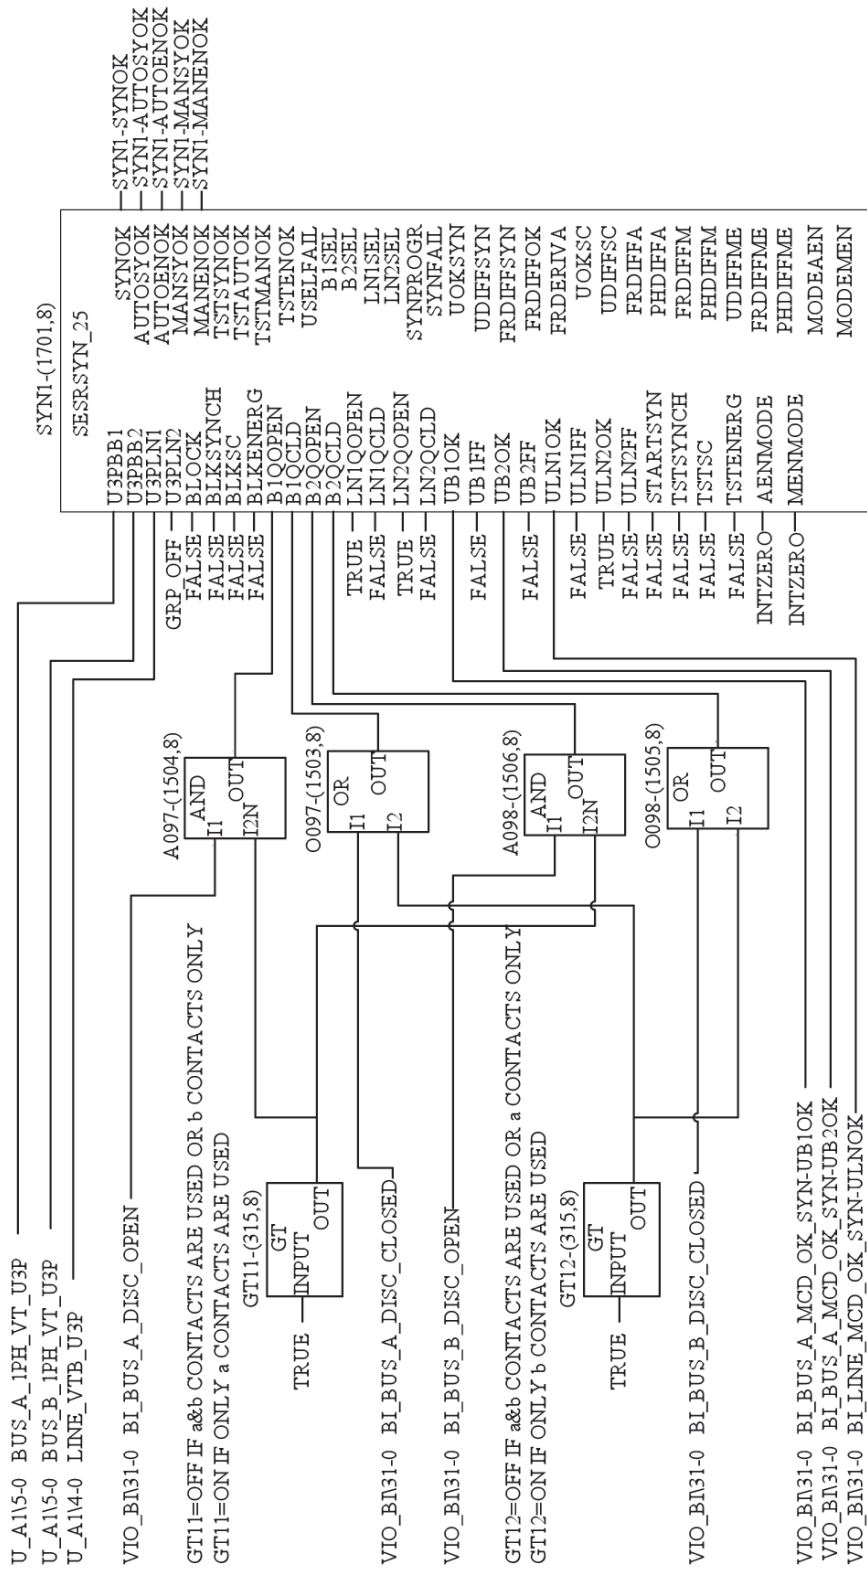 SYN1-(1701,8)
SESRSYN_25
U_A1\5-0 BUS_A_1PH_VT_U3P
U_A1\5-0 BUS_B_1PH_VT_U3P
U_A1\4-0 LINE_VTB_U3P
VIO_BI\31-0 BI_BUS_A_DISC_OPEN
GT11=OFF IF a&b CONTACTS ARE USED OR b CONTACTS ONLY
GT11=ON IF ONLY a CONTACTS ARE USED
GT11-(315,8)
GT
TRUE
INPUT
OUT
VIO_BI\31-0 BI_BUS_A_DISC_CLOSED
VIO_BI\31-0 BI_BUS_B_DISC_OPEN
GT12=OFF IF a&b CONTACTS ARE USED OR a CONTACTS ONLY
GT12=ON IF ONLY b CONTACTS ARE USED
GT12-(315,8)
GT
TRUE
INPUT
OUT
VIO_BI\31-0 BI_BUS_B_DISC_CLOSED
VIO_BI\31-0 BI_BUS_A_MCD_OK_SYN-UB1OK
VIO_BI\31-0 BI_BUS_A_MCD_OK_SYN-UB2OK
VIO_BI\31-0 BI_LINE_MCD_OK_SYN-ULNOK
A097-(1504,8)
AND
I1
OUT
I2N
O097-(1503,8)
OR
I1
OUT
I2
A098-(1506,8)
AND
I1
OUT
I2N
O098-(1505,8)
OR
I1
OUT
I2
U3PBB1
U3PBB2
U3PLN1
GRP_OFF U3PLN2
FALSE BLOCK
FALSE BLKSYNCH
FALSE BLKSC
FALSE BLKENERG
B1QOPEN
B1QCLD
B2QOPEN
B2QCLD
TRUE LN1QOPEN
FALSE LN1QCLD
TRUE LN2QOPEN
FALSE LN2QCLD
UB1OK
FALSE UB1FF
UB2OK
FALSE UB2FF
ULN1OK
FALSE ULN1FF
TRUE ULN2OK
FALSE ULN2FF
FALSE STARTSYN
FALSE TSTSYNCH
FALSE TSTSC
FALSE TSTENERG
INTZERO AENMODE
INTZERO MENMODE
SYNOK SYN1-SYNOK
AUTOSYOK SYN1-AUTOSYOK
AUTOENOK SYN1-AUTOENOK
MANSYOK SYN1-MANSYOK
MANENOK SYN1-MANENOK
TSTSYNOK
TSTAUTOK
TSTMANOK
TSTENOK
USELFAIL
B1SEL
B2SEL
LN1SEL
LN2SEL
SYNPROGR
SYNFAIL
UOKSYN
UDIFFSYN
FRDIFFSYN
FRDIFFOK
FRDERIVA
UOKSC
UDIFFSC
FRDIFFA
PHDIFFA
FRDIFFM
PHDIFFM
UDIFFME
FRDIFFME
PHDIFFME
MODEAEN
MODEMEN